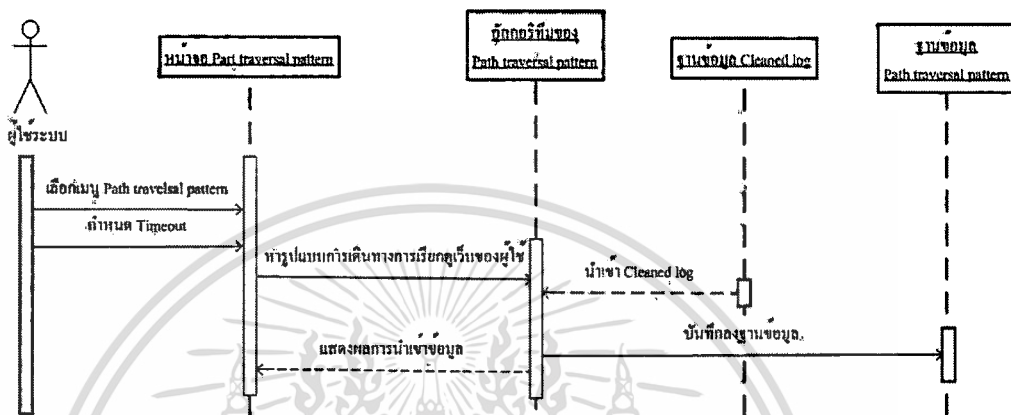 อัลกอริทึมของ
Path traversal pattern
หน้าจอ Part traversal pattern
ฐานข้อมูล Cleaned log
ฐานข้อมูล
Path traversal pattern
ผู้ใช้ระบบ
เลือกเมนู Path travelsal pattern
กำหนด Timeout
หารูปแบบการเดินทางการเรียกดูเว็บของผู้ใช้
นำเข้า Cleaned log
บันทึกลงฐานข้อมูล
แสดงผลการนำเข้าข้อมูล